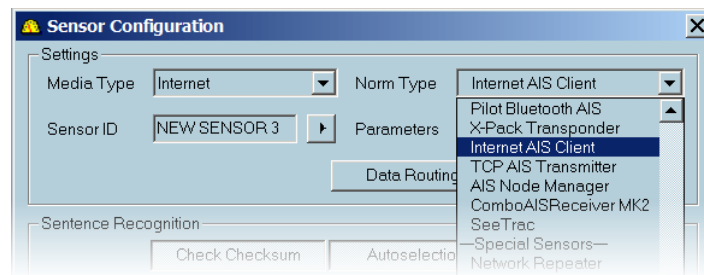 Sensor Configuration
Settings
Media Type Internet Norm Type Internet AIS Client
Pilot Bluetooth AIS
Sensor ID NEW SENSOR 3 Parameters X-Pack Transponder
Internet AIS Client
Data Routing TCP AIS Transmitter
AIS Node Manager
ComboAISReceiver MK2
Sentence Recognition SeeTrac
—Special Sensors—
Check Checksum Autoselectio Network Repeater